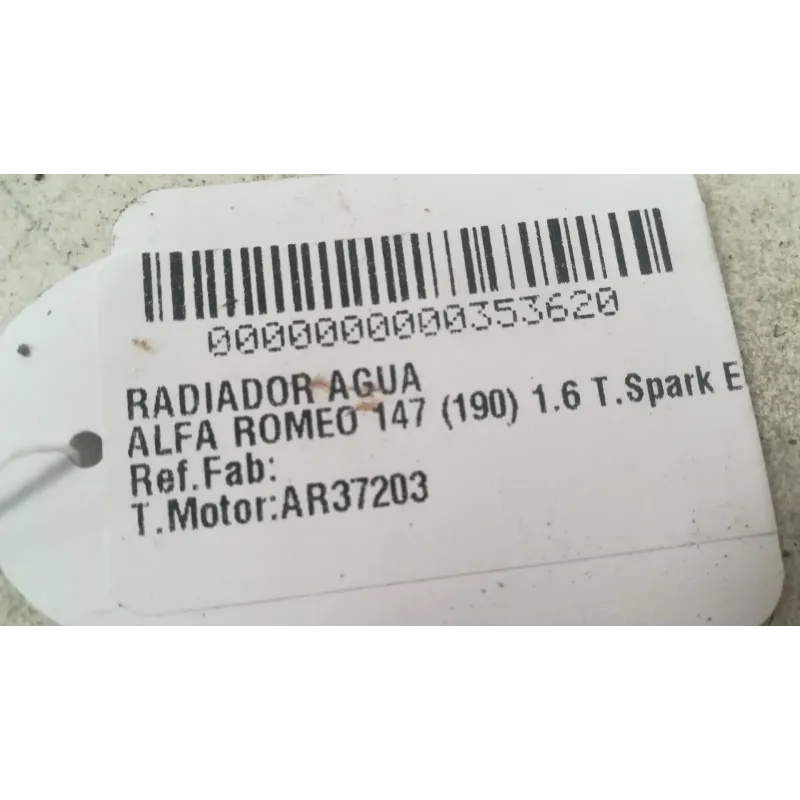 0000000000353620
RADIADOR AGUA
ALFA ROMEO 147 (190) 1.6 T.Spark E
Ref.Fab:
T.Motor:AR37203